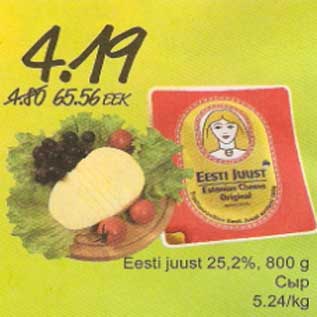 4.19
4.80 65.56 EEK
EESTI JUUST
Estonian Cheese
Original
Eesti juust 25,2%, 800 g
Сыр
5.24/kg